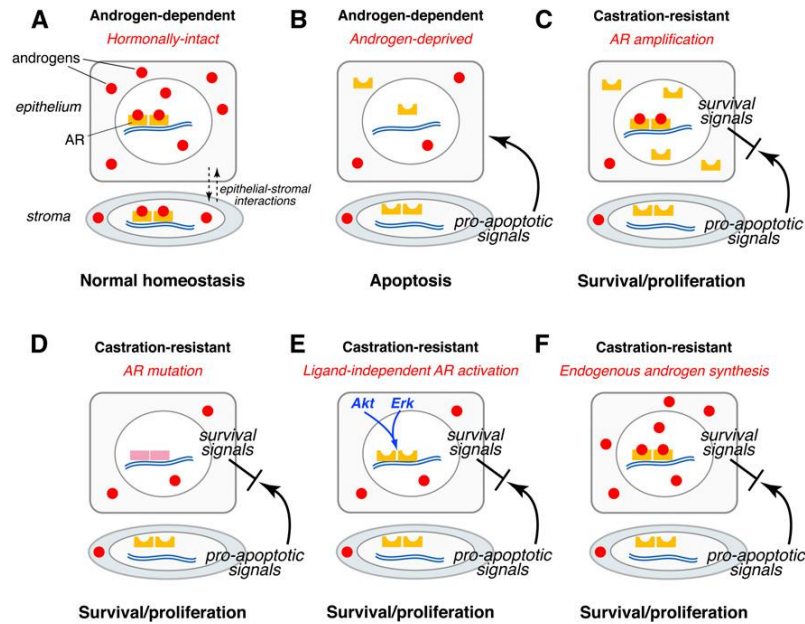 A
Androgen-dependent
Hormonally-intact
androgens
epithelium
AR
epithelial-stromal
interactions
stroma
Normal homeostasis
B
Androgen-dependent
Androgen-deprived
pro-apoptotic
signals
Apoptosis
C
Castration-resistant
AR amplification
survival
signals
pro-apoptotic
signals
Survival/proliferation
D
Castration-resistant
AR mutation
survival
signals
pro-apoptotic
signals
Survival/proliferation
E
Castration-resistant
Ligand-independent AR activation
Akt Erk
survival
signals
pro-apoptotic
signals
Survival/proliferation
F
Castration-resistant
Endogenous androgen synthesis
survival
signals
pro-apoptotic
signals
Survival/proliferation